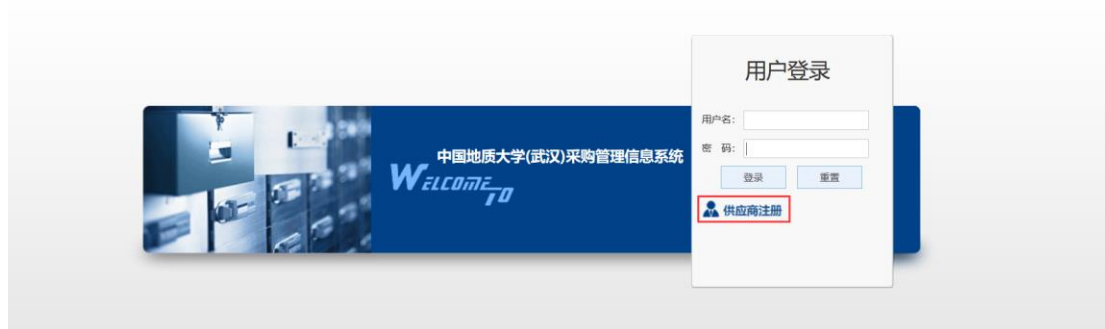 用户登录
用户名：
密 码：
登录 重置
供应商注册
中国地质大学(武汉)采购管理信息系统
WELCOME
TO